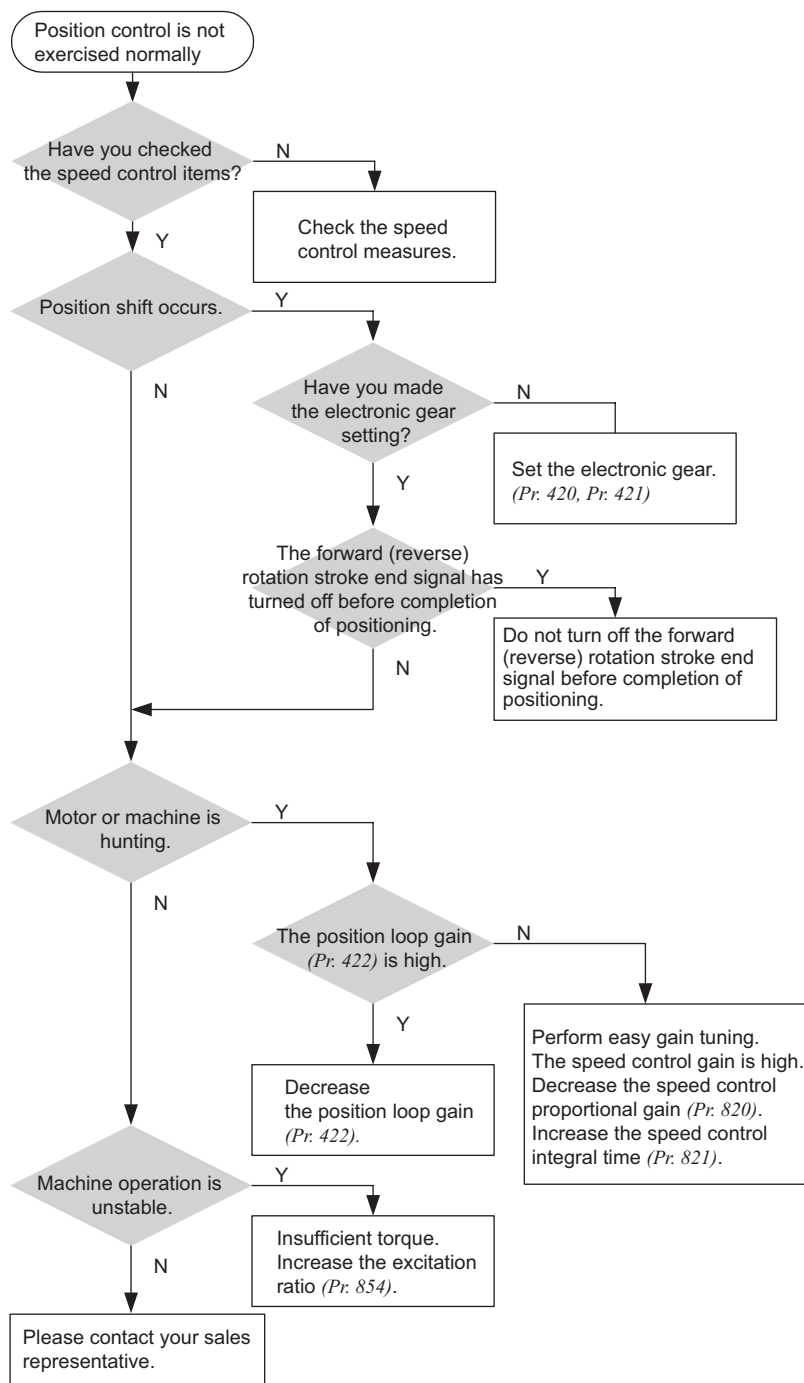 Position control is not
exercised normally
Have you checked
the speed control items?
N
Y
Check the speed
control measures.
Position shift occurs.
Y
N
Have you made
the electronic gear
setting?
N
Y
Set the electronic gear.
(Pr. 420, Pr. 421)
The forward (reverse)
rotation stroke end signal has
turned off before completion
of positioning.
Y
N
Do not turn off the forward
(reverse) rotation stroke end
signal before completion of
positioning.
Motor or machine is
hunting.
Y
N
The position loop gain
(Pr. 422) is high.
N
Y
Perform easy gain tuning.
The speed control gain is high.
Decrease the speed control
proportional gain (Pr. 820).
Increase the speed control
integral time (Pr. 821).
Decrease
the position loop gain
(Pr. 422).
Machine operation is
unstable.
Y
N
Insufficient torque.
Increase the excitation
ratio (Pr. 854).
Please contact your sales
representative.